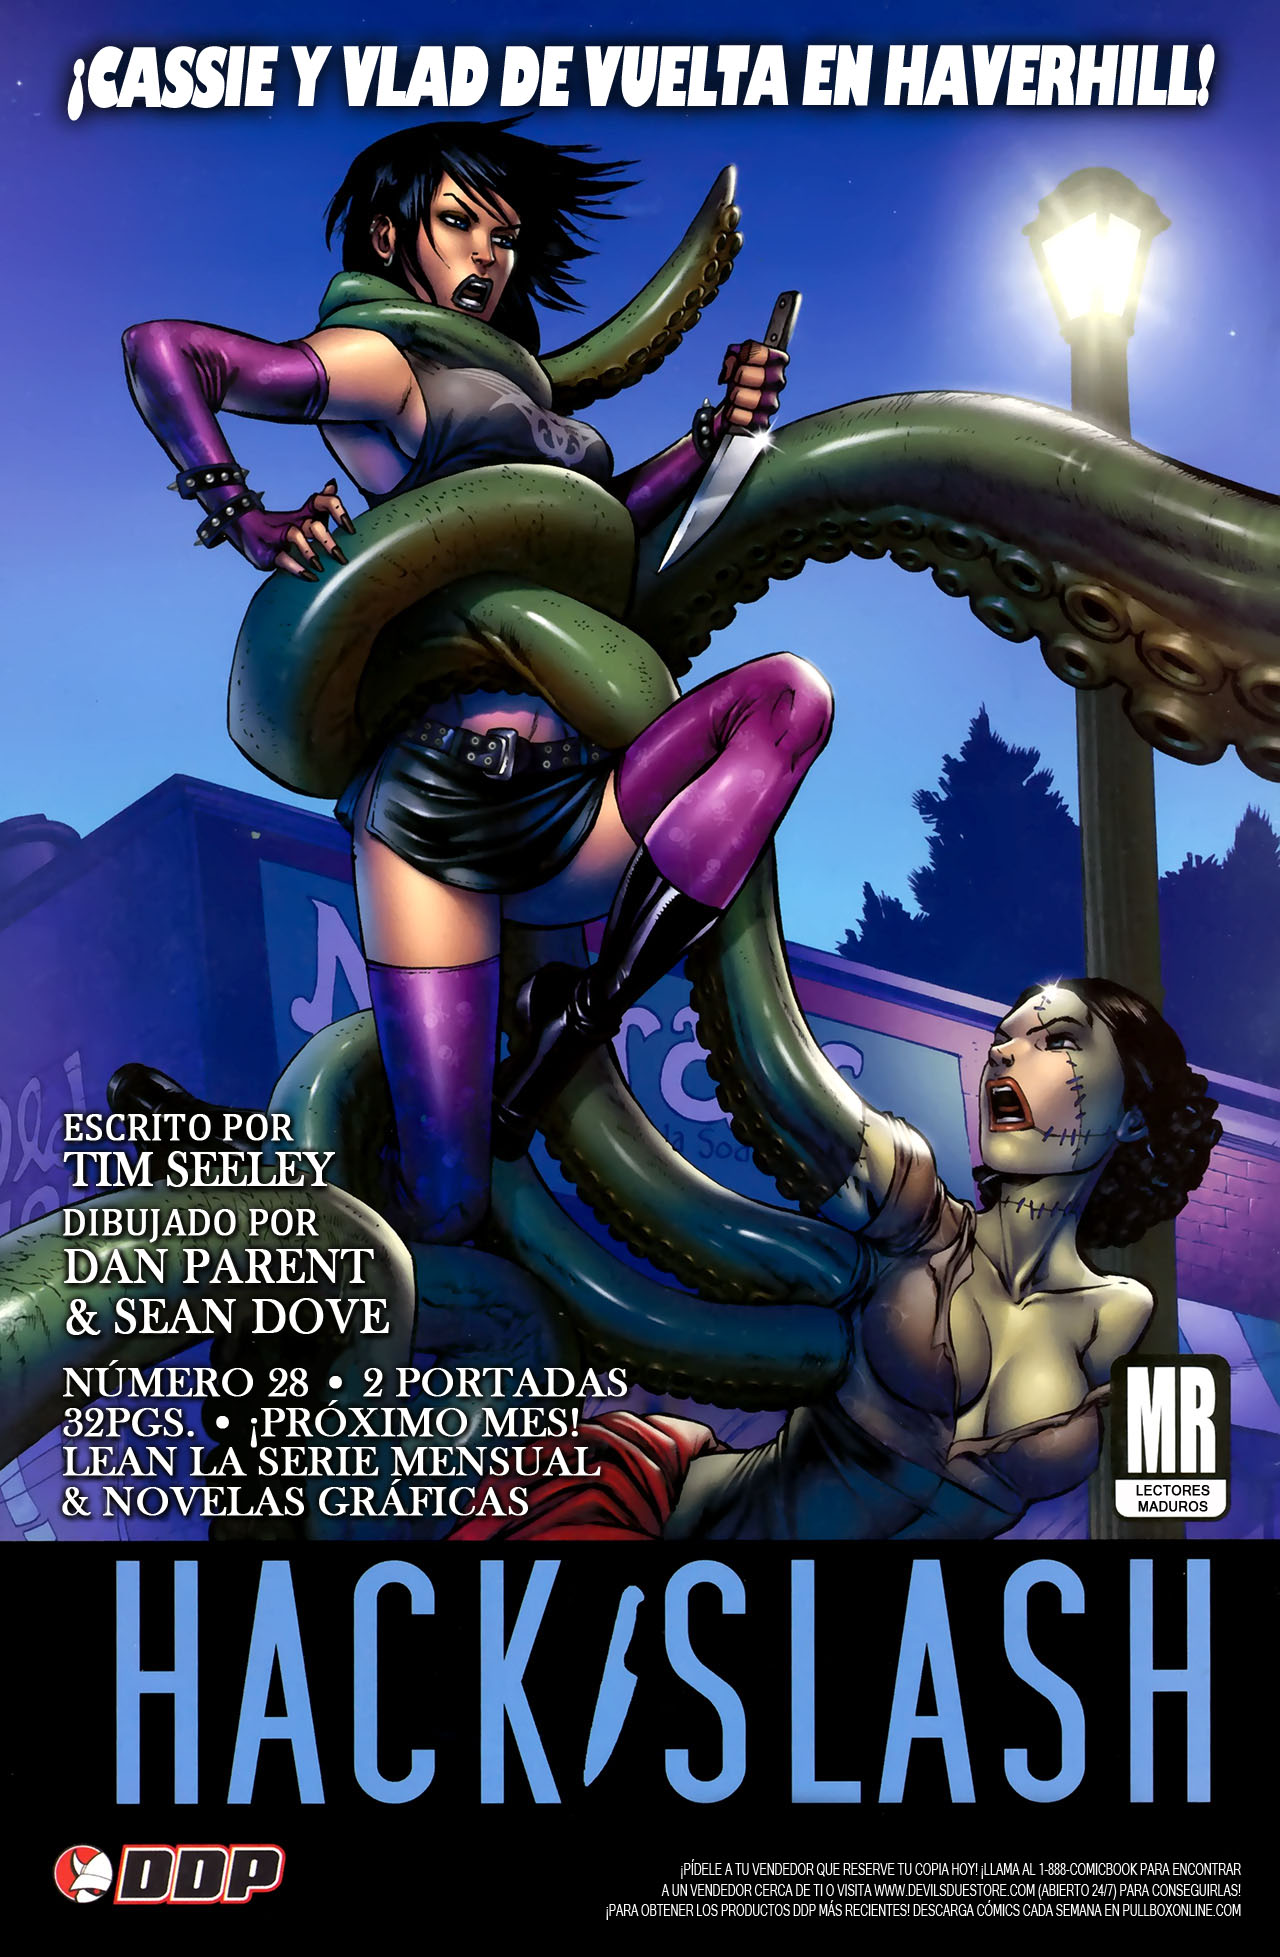 ¡CASSIE Y VLAD DE VUELTA EN HAVERHILL!
ESCRITO POR
TIM SEELEY
DIBUJADO POR
DAN PARENT
& SEAN DOVE
NÚMERO 28 • 2 PORTADAS
32PGS. • ¡PRÓXIMO MES!
LEAN LA SERIE MENSUAL
& NOVELAS GRÁFICAS
MR
LECTORES
MADUROS
HACK/SLASH
DDP
¡PÍDELE A TU VENDEDOR QUE RESERVE TU COPIA HOY! ¡LLAMA AL 1-888-COMICBOOK PARA ENCONTRAR
A UN VENDEDOR CERCA DE TI O VISITA WWW.DEVILSDUESTORE.COM (ABIERTO 24/7) PARA CONSEGUIRLAS!
¡PARA OBTENER LOS PRODUCTOS DDP MÁS RECIENTES! DESCARGA CÓMICS CADA SEMANA EN PULLBOXONLINE.COM